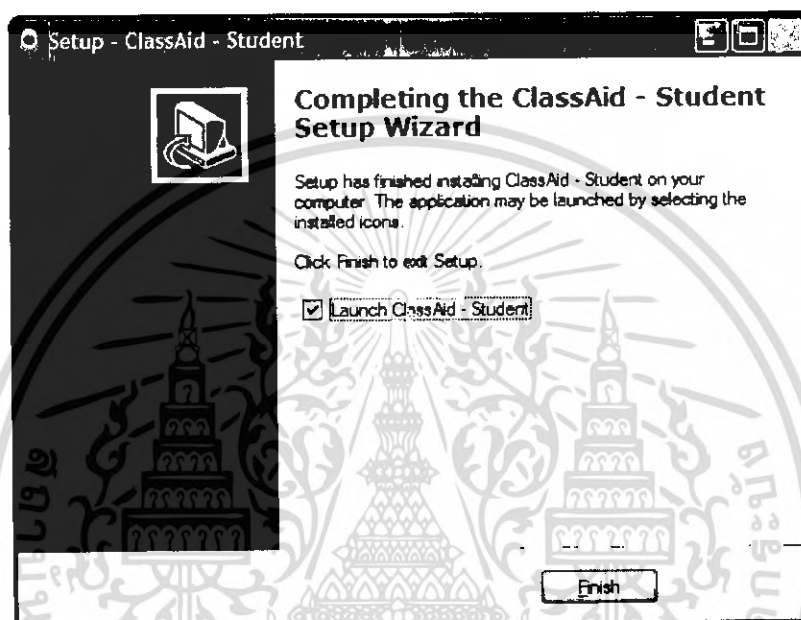 Setup - ClassAid - Student
Completing the ClassAid - Student
Setup Wizard
Setup has finished installing ClassAid - Student on your
computer. The application may be launched by selecting the
installed icons.
Click Finish to exit Setup.
Launch ClassAid - Student
Finish